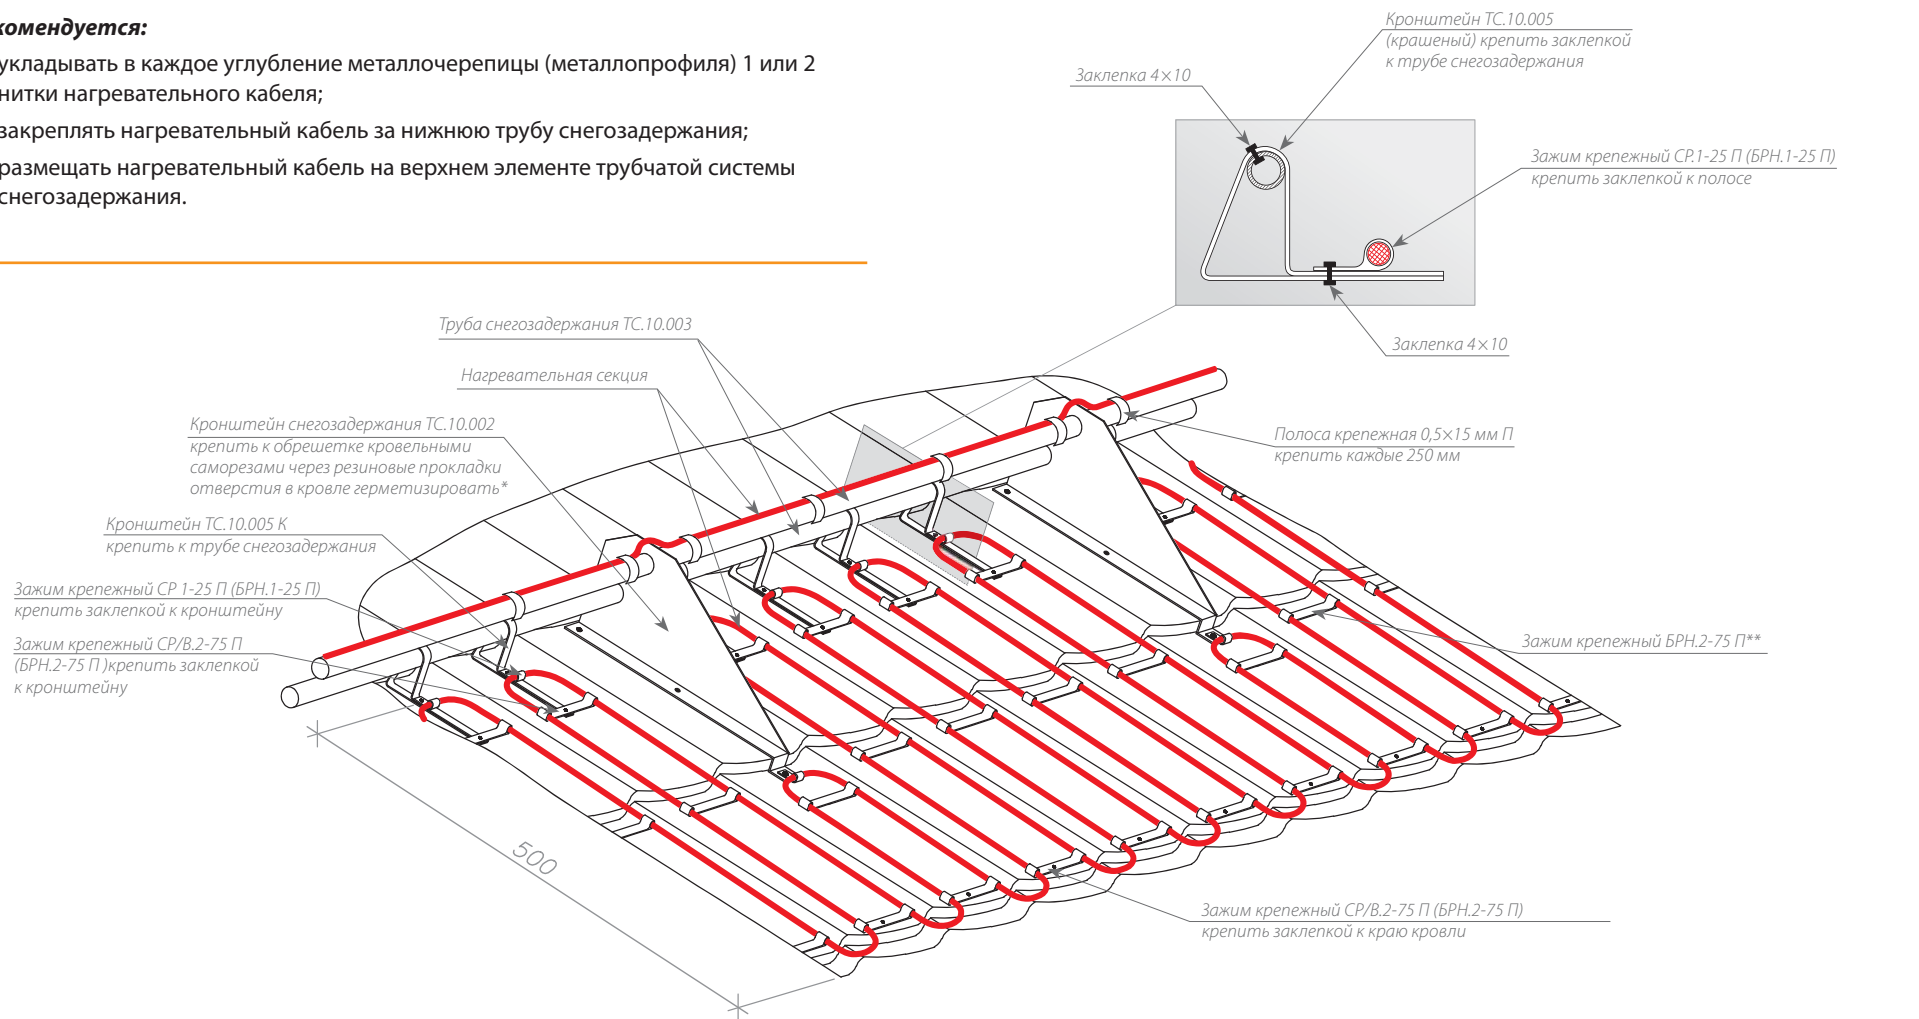 комендуется:
укладывать в каждое углубление металлочерепицы (металлопрофиля) 1 или 2
нитки нагревательного кабеля;
закреплять нагревательный кабель за нижнюю трубу снегозадержания;
размещать нагревательный кабель на верхнем элементе трубчатой системы
снегозадержания.
Кронштейн ТС.10.005
(крашеный) крепить заклепкой
к трубе снегозадержания
Заклепка 4×10
Зажим крепежный СР.1-25 П (БРН.1-25 П)
крепить заклепкой к полосе
Заклепка 4×10
Труба снегозадержания ТС.10.003
Нагревательная секция
Кронштейн снегозадержания ТС.10.002
крепить к обрешетке кровельными
саморезами через резиновые прокладки
отверстия в кровле герметизировать*
Кронштейн ТС.10.005 К
крепить к трубе снегозадержания
Зажим крепежный СР 1-25 П (БРН.1-25 П)
крепить заклепкой к кронштейну
Зажим крепежный СР/В.2-75 П
(БРН.2-75 П )крепить заклепкой
к кронштейну
Полоса крепежная 0,5×15 мм П
крепить каждые 250 мм
Зажим крепежный БРН.2-75 П**
500
Зажим крепежный СР/В.2-75 П (БРН.2-75 П)
крепить заклепкой к краю кровли